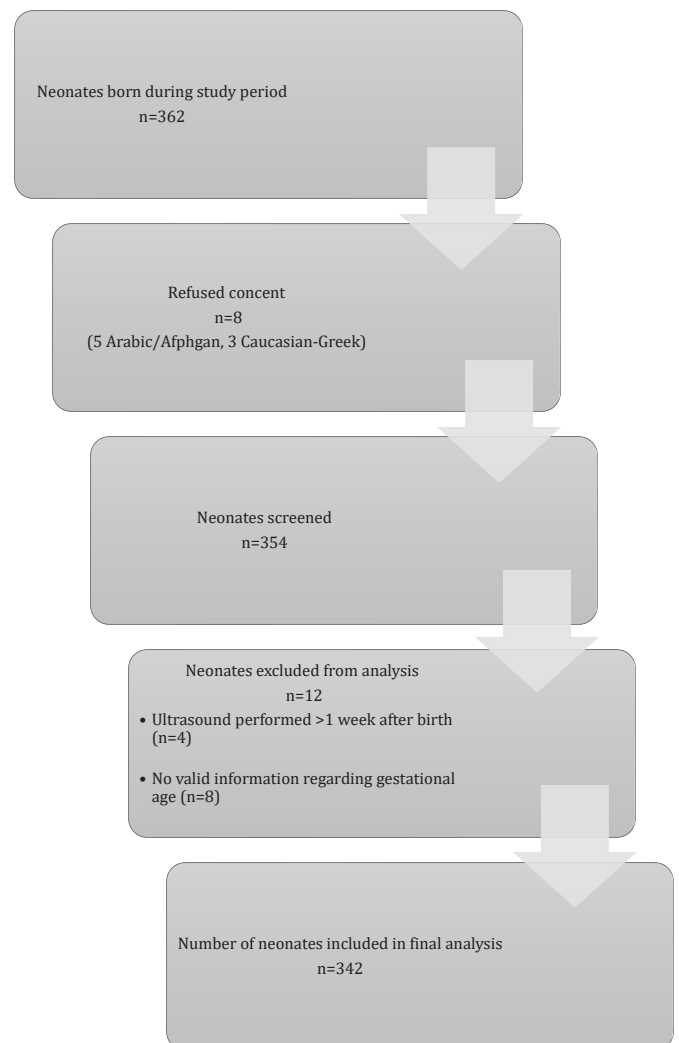 Neonates born during study period
n=362
Refused concent
n=8
(5 Arabic/Afphgan, 3 Caucasian-Greek)
Neonates screened
n=354
Neonates excluded from analysis
n=12
• Ultrasound performed >1 week after birth
(n=4)
• No valid information regarding gestational
age (n=8)
Number of neonates included in final analysis
n=342